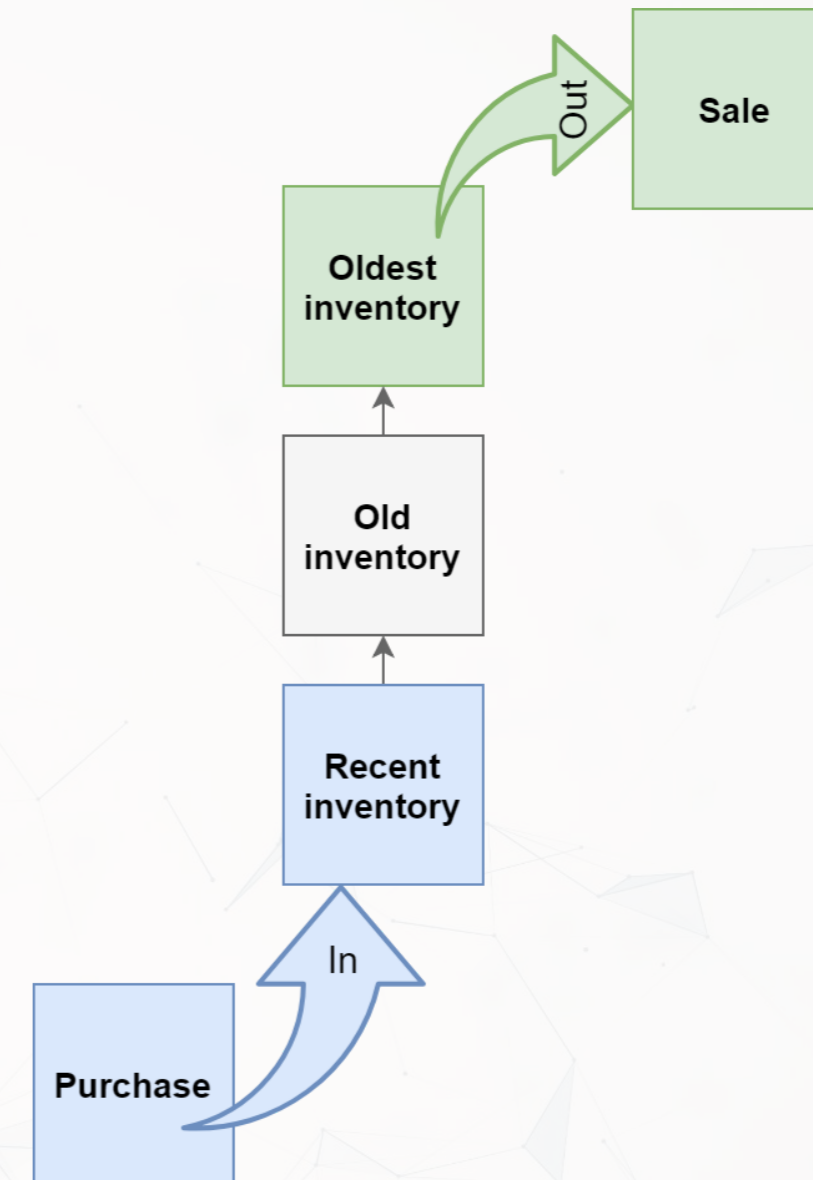 Out
Sale
Oldest
inventory
Old
inventory
Recent
inventory
In
Purchase